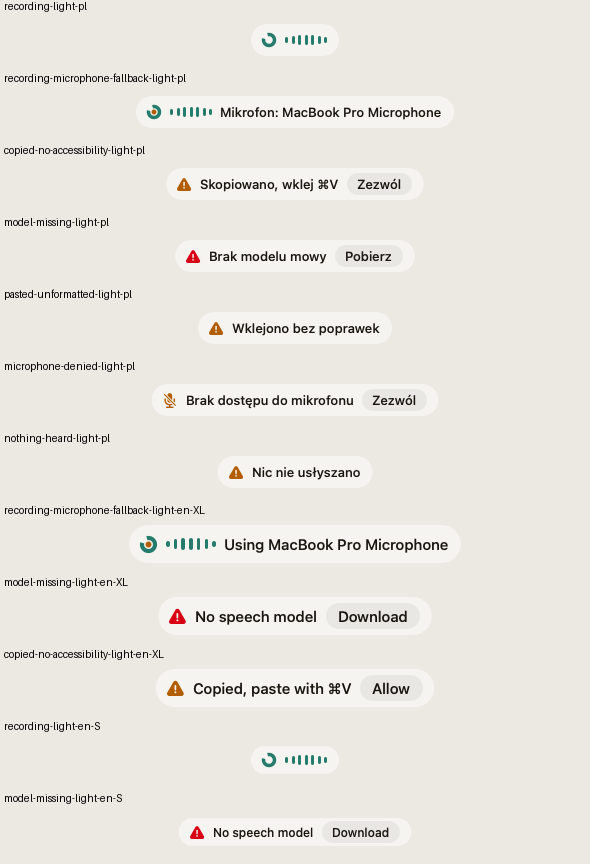 recording-light-pl
recording-microphone-fallback-light-pl
Mikrofon: MacBook Pro Microphone
copied-no-accessibility-light-pl
Skopiowano, wklej ⌘V Zezwól
model-missing-light-pl
Brak modelu mowy Pobierz
pasted-unformatted-light-pl
Wklejono bez poprawek
microphone-denied-light-pl
Brak dostępu do mikrofonu Zezwól
nothing-heard-light-pl
Nic nie usłyszano
recording-microphone-fallback-light-en-XL
Using MacBook Pro Microphone
model-missing-light-en-XL
No speech model Download
copied-no-accessibility-light-en-XL
Copied, paste with ⌘V Allow
recording-light-en-S
model-missing-light-en-S
No speech model Download